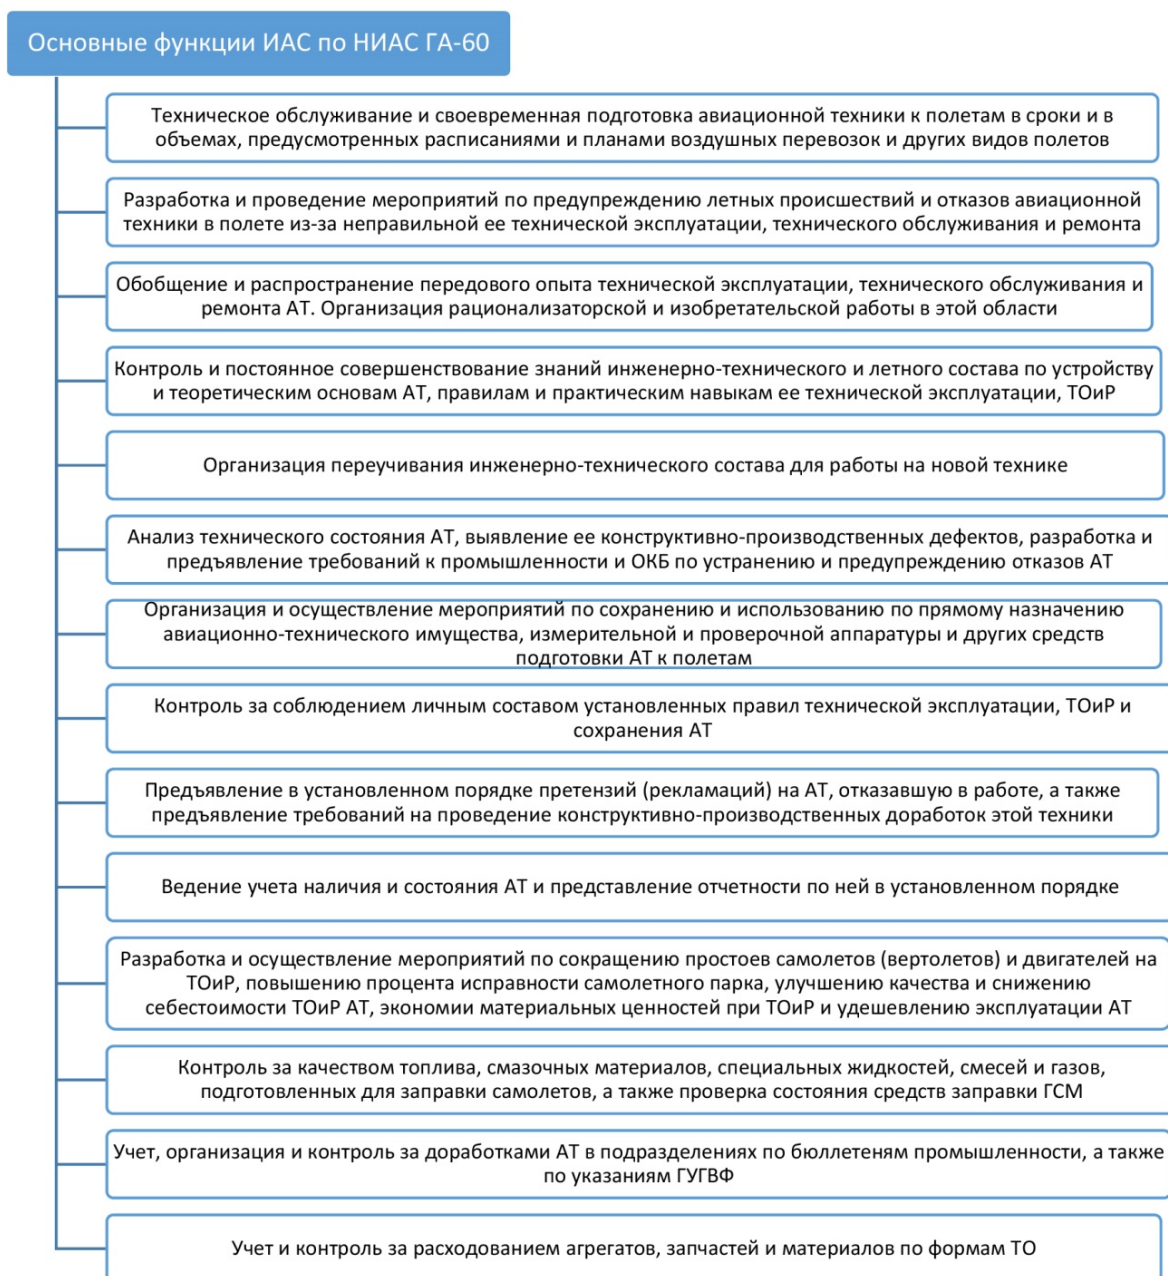 Основные функции ИАС по НИАС ГА-60
Техническое обслуживание и своевременная подготовка авиационной техники к полетам в сроки и в
объемах, предусмотренных расписаниями и планами воздушных перевозок и других видов полетов
Разработка и проведение мероприятий по предупреждению летных происшествий и отказов авиационной
техники в полете из-за неправильной ее технической эксплуатации, технического обслуживания и ремонта
Обобщение и распространение передового опыта технической эксплуатации, технического обслуживания и
ремонта АТ. Организация рационализаторской и изобретательской работы в этой области
Контроль и постоянное совершенствование знаний инженерно-технического и летного состава по устройству
и теоретическим основам АТ, правилам и практическим навыкам ее технической эксплуатации, ТОиР
Организация переучивания инженерно-технического состава для работы на новой технике
Анализ технического состояния АТ, выявление ее конструктивно-производственных дефектов, разработка и
предъявление требований к промышленности и ОКБ по устранению и предупреждению отказов АТ
Организация и осуществление мероприятий по сохранению и использованию по прямому назначению
авиационно-технического имущества, измерительной и проверочной аппаратуры и других средств
подготовки АТ к полетам
Контроль за соблюдением личным составом установленных правил технической эксплуатации, ТОиР и
сохранения АТ
Предъявление в установленном порядке претензий (рекламаций) на АТ, отказавшую в работе, а также
предъявление требований на проведение конструктивно-производственных доработок этой техники
Ведение учета наличия и состояния АТ и представление отчетности по ней в установленном порядке
Разработка и осуществление мероприятий по сокращению простоев самолетов (вертолетов) и двигателей на
ТОиР, повышению процента исправности самолетного парка, улучшению качества и снижению
себестоимости ТОиР АТ, экономии материальных ценностей при ТОиР и удешевлению эксплуатации АТ
Контроль за качеством топлива, смазочных материалов, специальных жидкостей, смесей и газов,
подготовленных для заправки самолетов, а также проверка состояния средств заправки ГСМ
Учет, организация и контроль за доработками АТ в подразделениях по бюллетеням промышленности, а также
по указаниям ГУГВФ
Учет и контроль за расходованием агрегатов, запчастей и материалов по формам ТО